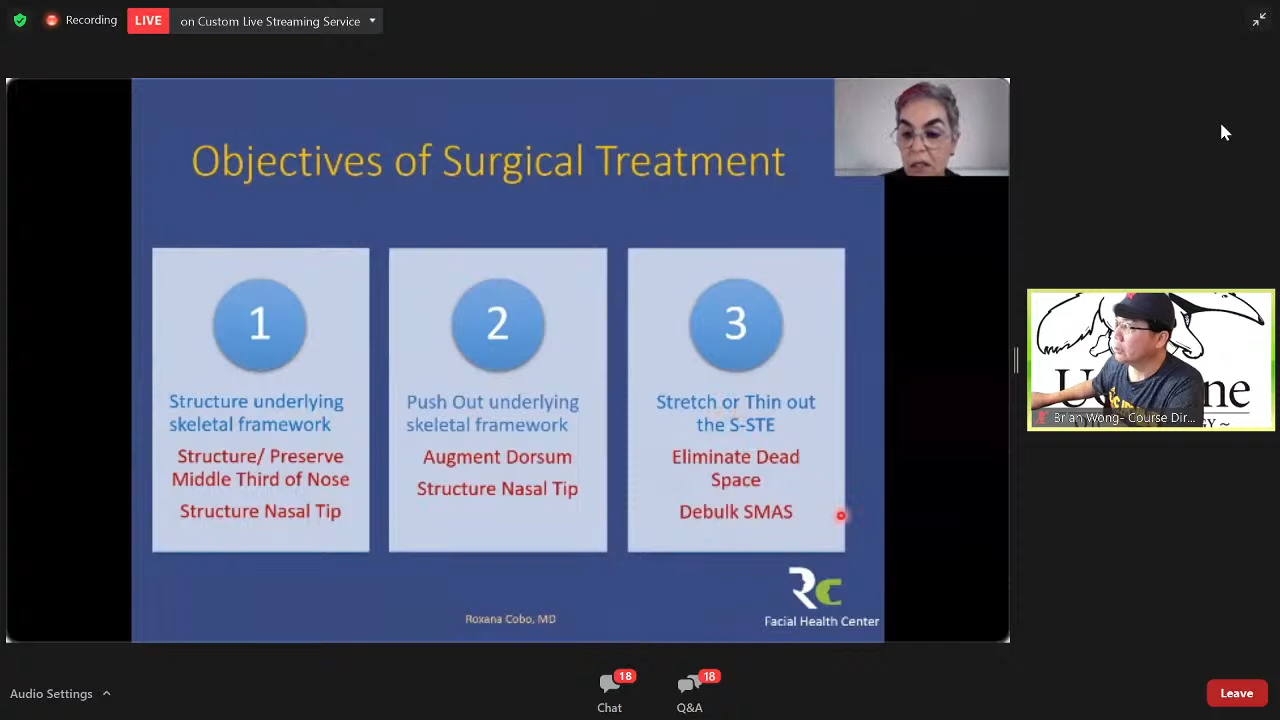 Recording
LIVE
on Custom Live Streaming Service
Objectives of Surgical Treatment
1
Structure underlying
skeletal framework
Structure/ Preserve
Middle Third of Nose
Structure Nasal Tip
2
Push Out underlying
skeletal framework
Augment Dorsum
Structure Nasal Tip
3
Stretch or Thin out
the S-STE
Eliminate Dead
Space
Debulk SMAS
Roxana Cobo, MD
RC
Facial Health Center
Brian Wong - Course Dir...
Audio Settings
18
Chat
18
Q&A
Leave